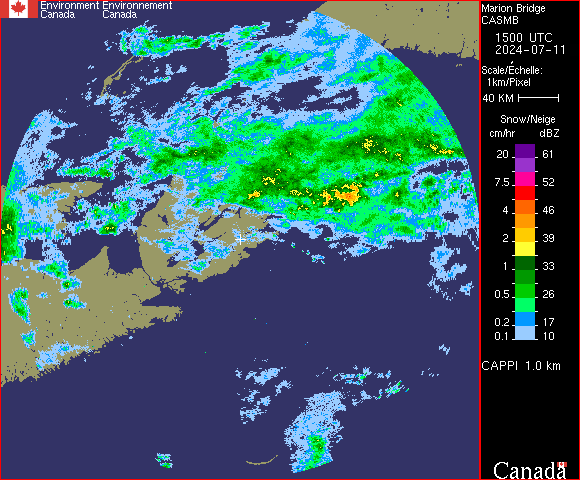 Environment Environnement
Canada Canada
Marion Bridge
CASMB
1500 UTC
2024-07-11
Scale/Échelle:
1km/Pixel
40 KM
Snow/Neige
cm/hr dBZ
20 61
7.5 52
4 46
2 39
1 33
0.5 26
0.2 17
0.1 10
CAPPI 1.0 km
Canada